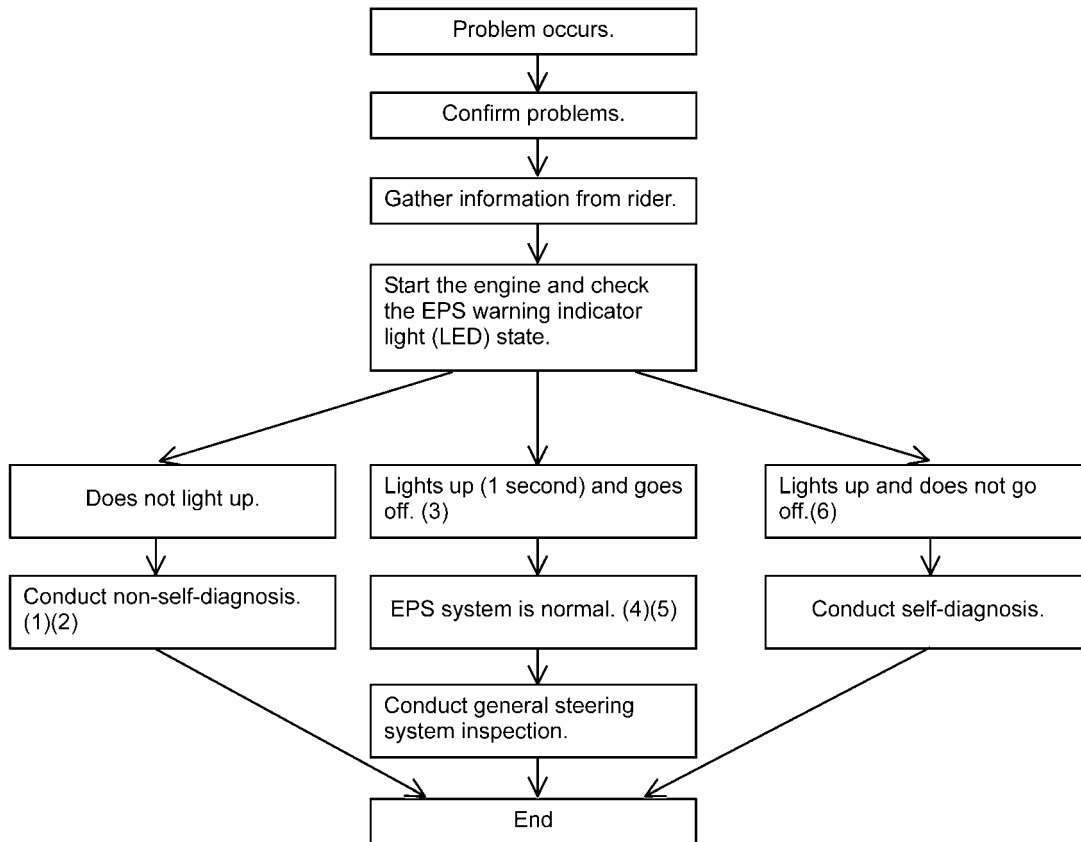 Problem occurs.
Confirm problems.
Gather information from rider.
Start the engine and check
the EPS warning indicator
light (LED) state.
Does not light up.
Lights up (1 second) and goes
off. (3)
Lights up and does not go
off.(6)
Conduct non-self-diagnosis.
(1)(2)
EPS system is normal. (4)(5)
Conduct self-diagnosis.
Conduct general steering
system inspection.
End